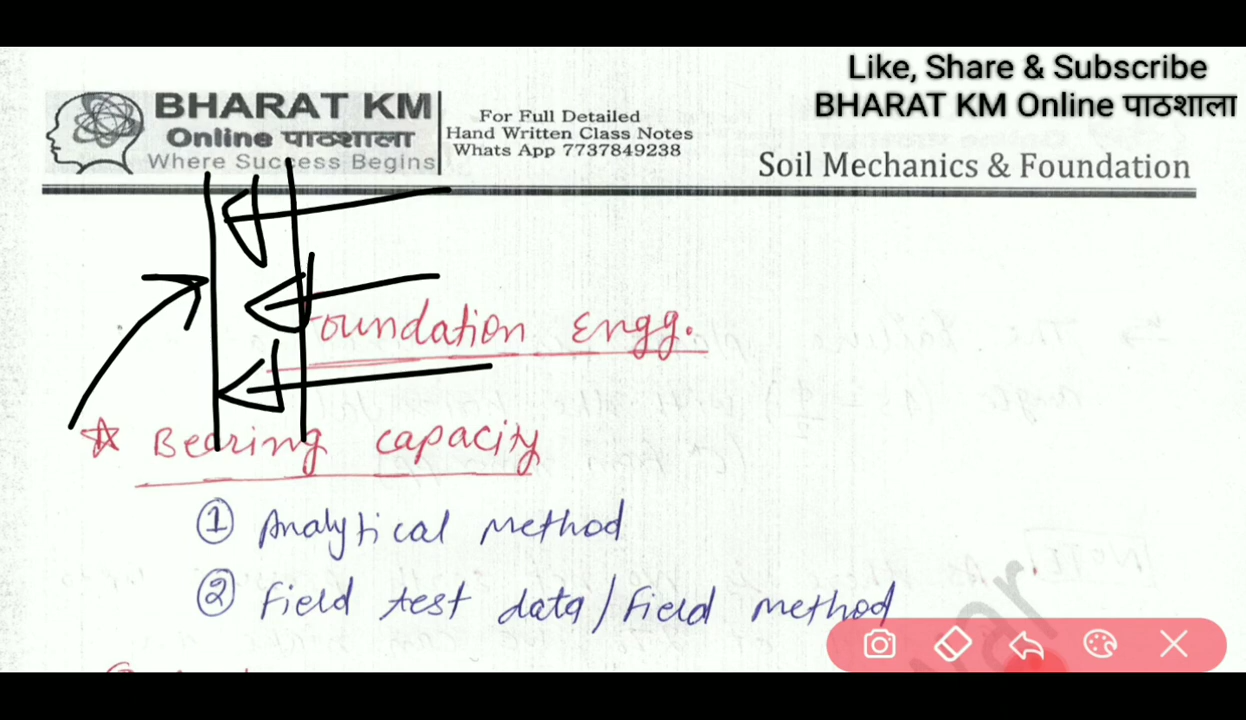 Like, Share & Subscribe
BHARAT KM Online पाठशाला
BHARAT KM
Online पाठशाला
Where Success Begins
For Full Detailed
Hand Written Class Notes
Whats App 7737849238
Soil Mechanics & Foundation
Foundation Engg.
☆ Bearing capacity
① Analytical method
② Field test data/Field method